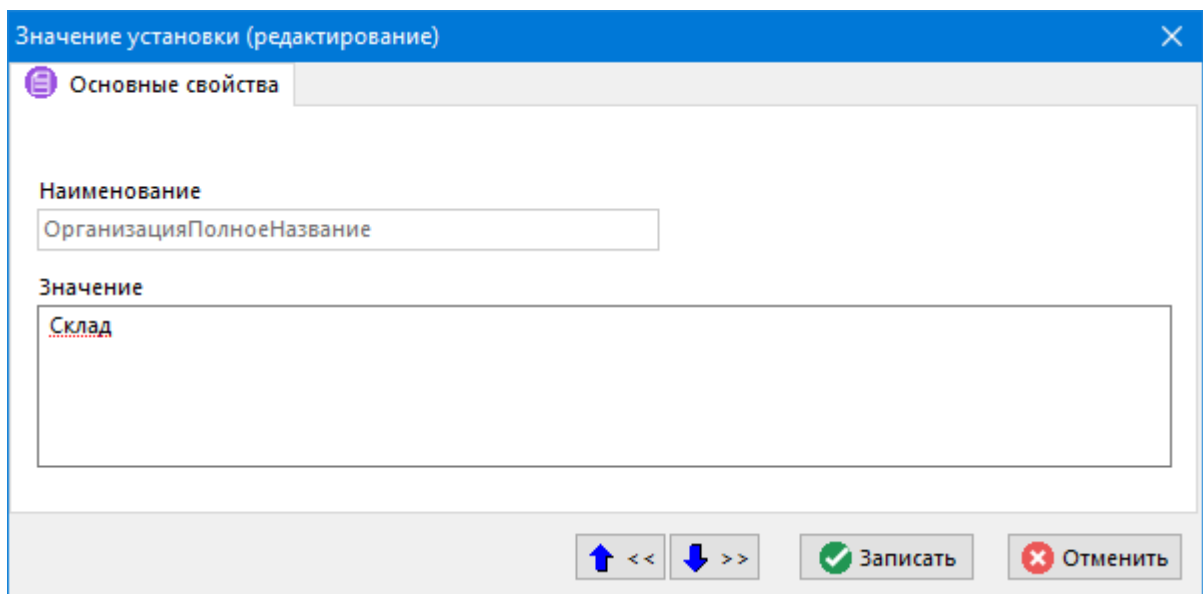 Значение установки (редактирование)
Основные свойства
Наименование
ОрганизацияПолноеНазвание
Значение
Склад
<< >> Записать Отменить